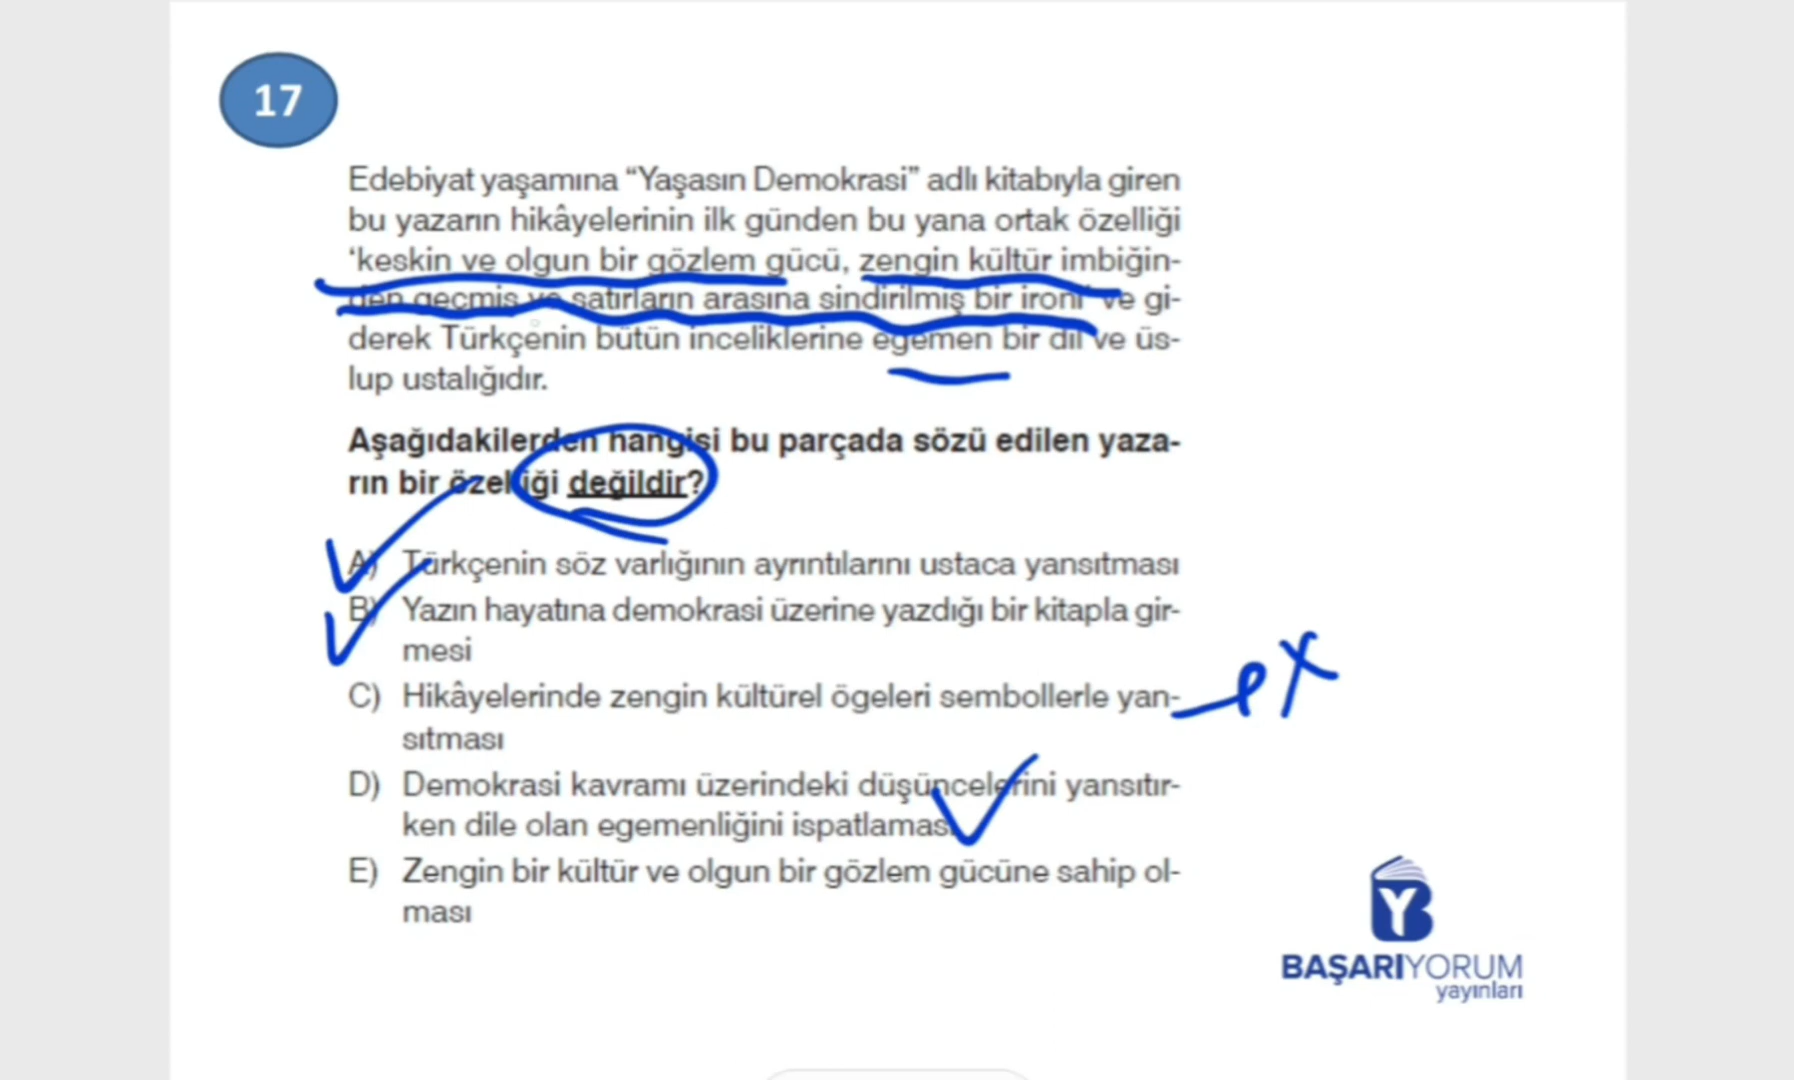 17
Edebiyat yaşamına “Yaşasın Demokrasi” adlı kitabıyla giren
bu yazarın hikâyelerinin ilk günden bu yana ortak özelliği
‘keskin ve olgun bir gözlem gücü, zengin kültür imbiğin-
den geçmiş ve satırların arasına sindirilmiş bir ironi’ ve gi-
derek Türkçenin bütün inceliklerine egemen bir dil ve üs-
lup ustalığıdır.
Aşağıdakilerden hangisi bu parçada sözü edilen yaza-
rın bir özelliği değildir?
A) Türkçenin söz varlığının ayrıntılarını ustaca yansıtması
B) Yazın hayatına demokrasi üzerine yazdığı bir kitapla gir-
mesi
C) Hikâyelerinde zengin kültürel ögeleri sembollerle yan-
sıtması
D) Demokrasi kavramı üzerindeki düşüncelerini yansıtır-
ken dile olan egemenliğini ispatlaması
E) Zengin bir kültür ve olgun bir gözlem gücüne sahip ol-
ması
BAŞARIYORUM
yayınları